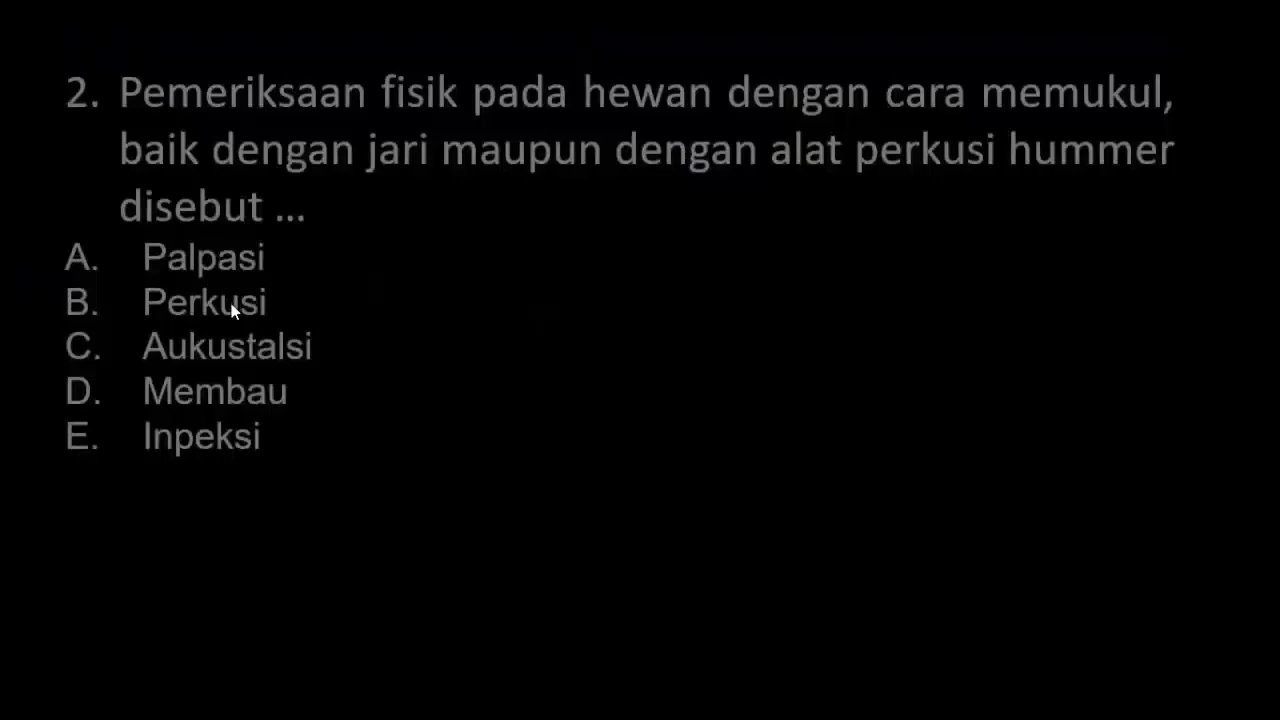 2. Pemeriksaan fisik pada hewan dengan cara memukul,
baik dengan jari maupun dengan alat perkusi hummer
disebut ...
A. Palpasi
B. Perkusi
C. Aukustalsi
D. Membau
E. Inpeksi